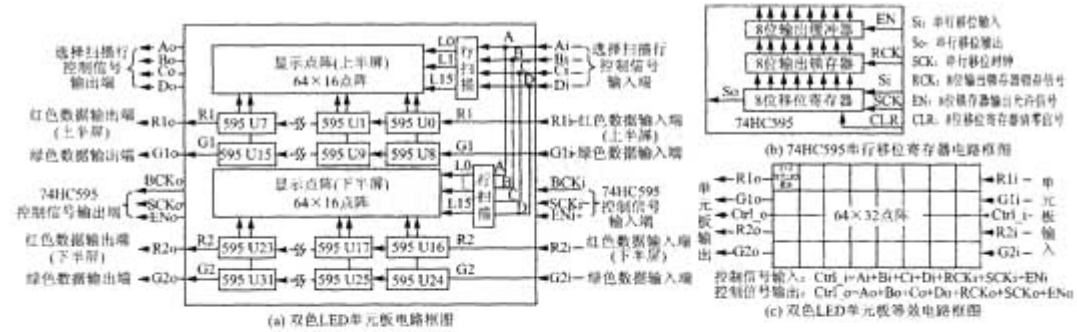 选择扫描行
控制信号
输出端
Ao
Bo
Co
Do
显示点阵(上半屏)
64×16点阵
L0
L1
L15
行扫描
A
Ai
Bi
Ci
Di
选择扫描行
控制信号
输入端
红色数据输出端
(上半屏)
R1o
R1
595 U7
595 U1
595 U0
R1
R1i
红色数据输入端
(上半屏)
绿色数据输出端
G1o
G1
595 U15
595 U9
595 U8
G1
G1i
绿色数据输入端
74HC595
控制信号输出端
BCKo
SCKo
ENo
显示点阵(下半屏)
64×16点阵
L0
L15
行扫描
A
BCKi
SCKi
ENi
74HC595
控制信号
输入端
红色数据输出端
(下半屏)
R2o
R2
595 U23
595 U17
595 U16
R2
R2i
红色数据输入端
(下半屏)
绿色数据输出端
G2o
G2
595 U31
595 U25
595 U24
G2
G2i
绿色数据输入端
(a) 双色LED单元板电路框图
8位输出缓冲器
EN
8位输出锁存器
RCK
Si
So
8位移位寄存器
SCK
74HC595
CLR
Si: 串行移位输入
So: 串行移位输出
SCK: 串行移位时钟
RCK: 8位输出锁存器锁存信号
EN: 8位锁存器输出允许信号
CLR: 8位移位寄存器清零信号
(b) 74HC595串行移位寄存器电路框图
单元板输出
R1o
G1o
Ctrl_o
R2o
G2o
64×32点阵
R1i
G1i
Ctrl_i
R2i
G2i
单元板输入
控制信号输入: Ctrl_i=Ai+Bi+Ci+Di+RCKi+SCKi+ENi
控制信号输出: Ctrl_o=Ao+Bo+Co+Do+RCKo+SCKo+ENo
(c) 双色LED单元板等效电路框图